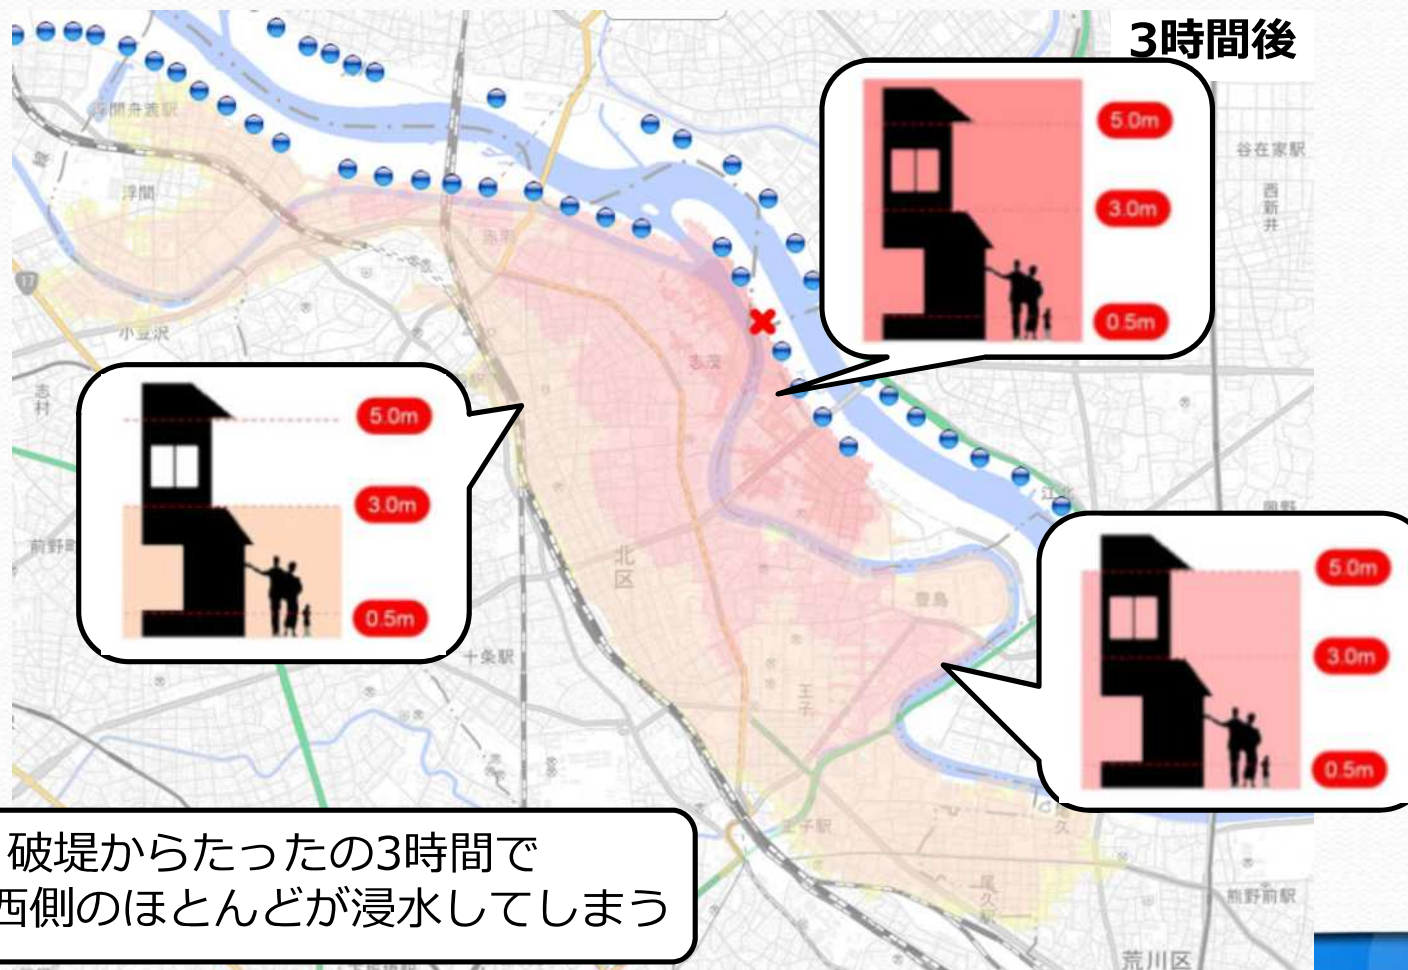 3時間後
5.0m
3.0m
0.5m
5.0m
3.0m
0.5m
5.0m
3.0m
0.5m
浮間舟渡駅
浮間
17
小豆沢
志村
前野町
赤羽
志茂
北区
十条駅
豊島
王子
王子駅
尾久駅
江北
谷在家駅
西新井
熊野前駅
荒川区
破堤からたったの3時間で
西側のほとんどが浸水してしまう